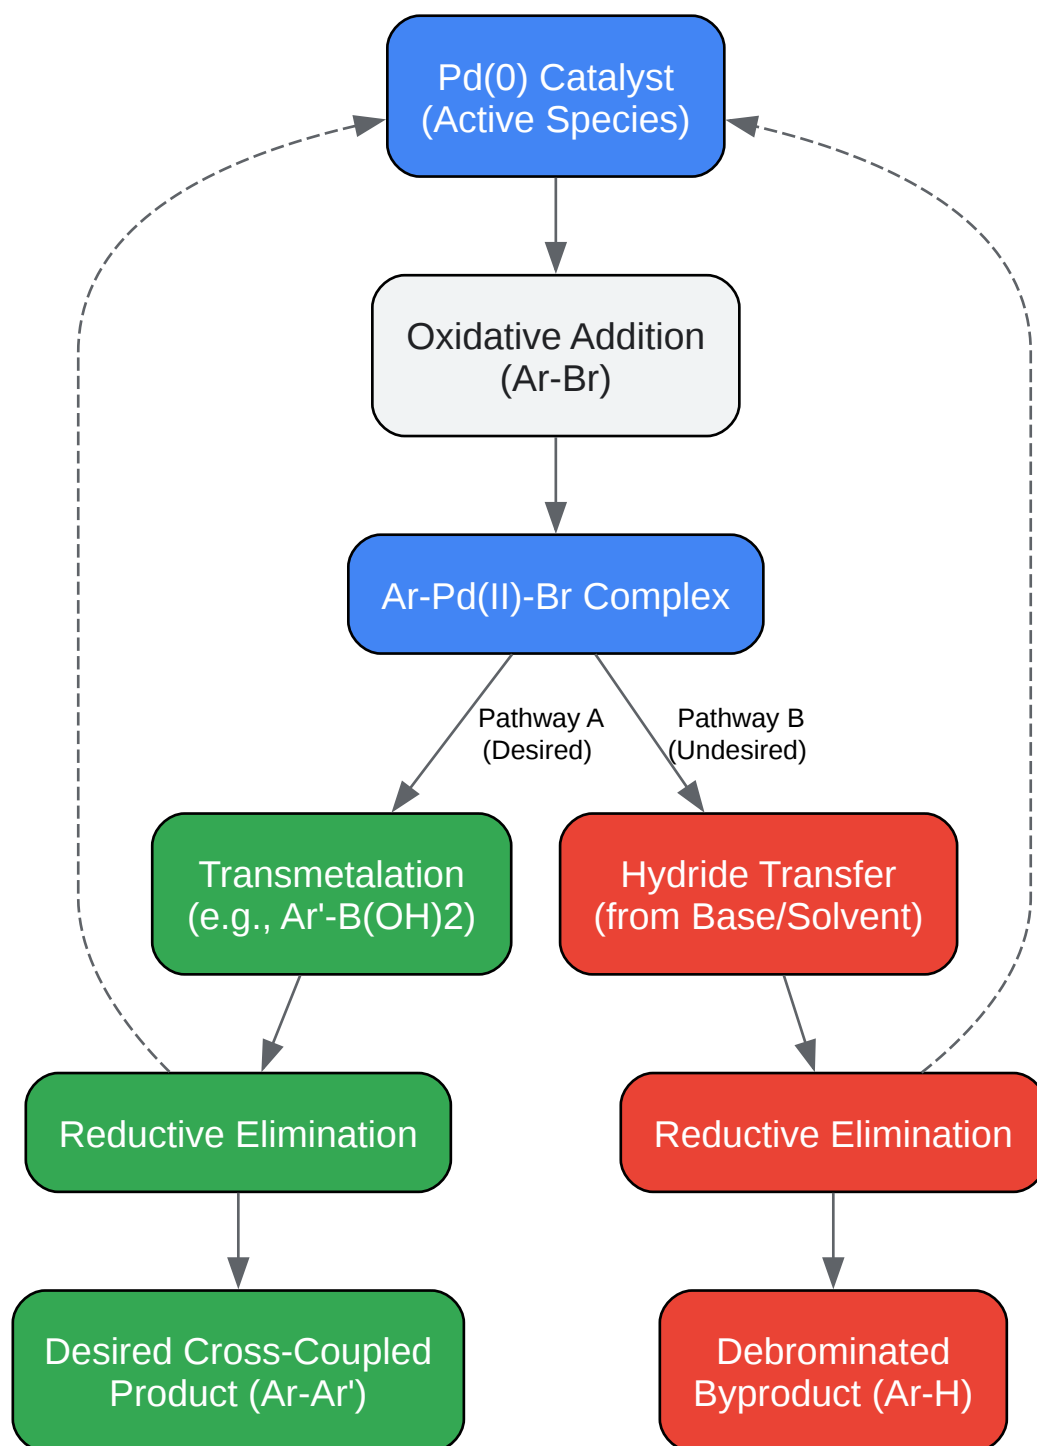 Pd(0) Catalyst
(Active Species)
Oxidative Addition
(Ar-Br)
Ar-Pd(II)-Br Complex
Pathway A
(Desired)
Pathway B
(Undesired)
Transmetalation
(e.g., Ar'-B(OH)2)
Hydride Transfer
(from Base/Solvent)
Reductive Elimination
Reductive Elimination
Desired Cross-Coupled
Product (Ar-Ar')
Debrominated
Byproduct (Ar-H)